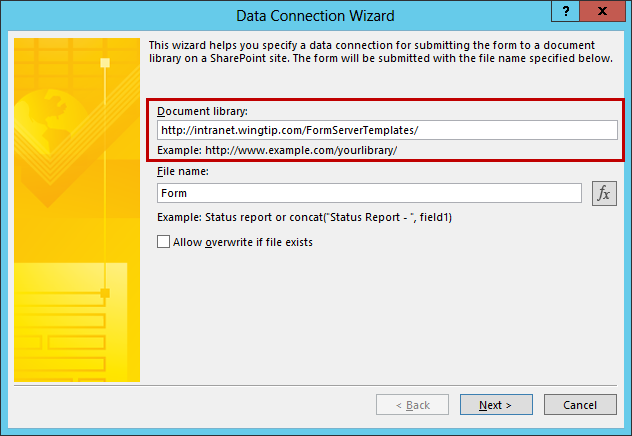 Data Connection Wizard
? X
This wizard helps you specify a data connection for submitting the form to a document
library on a SharePoint site. The form will be submitted with the file name specified below.
Document library:
http://intranet.wingtip.com/FormServerTemplates/
Example: http://www.example.com/yourlibrary/
File name:
Form
fx
Example: Status report or concat("Status Report - ", field1)
Allow overwrite if file exists
< Back Next > Cancel